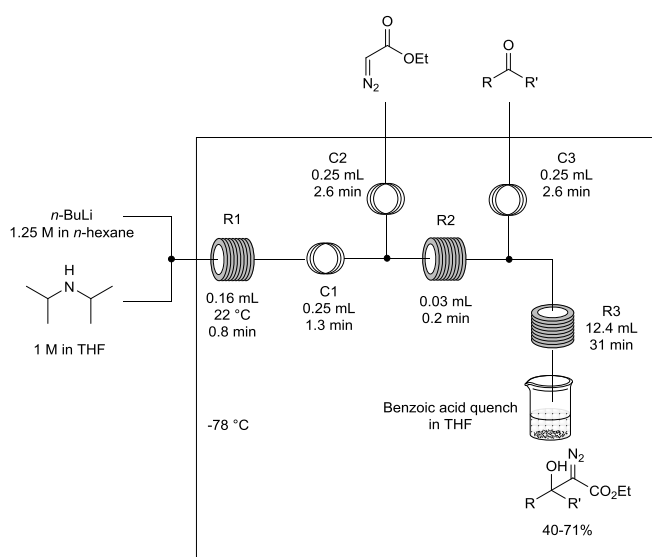 O
OEt
N2
O
R
R'
C2
0.25 mL
2.6 min
C3
0.25 mL
2.6 min
n-BuLi
1.25 M in n-hexane
R1
R2
H
N
1 M in THF
0.16 mL
22 °C
0.8 min
C1
0.25 mL
1.3 min
0.03 mL
0.2 min
R3
12.4 mL
31 min
Benzoic acid quench
in THF
-78 °C
OH
N2
CO2Et
R
R'
40-71%